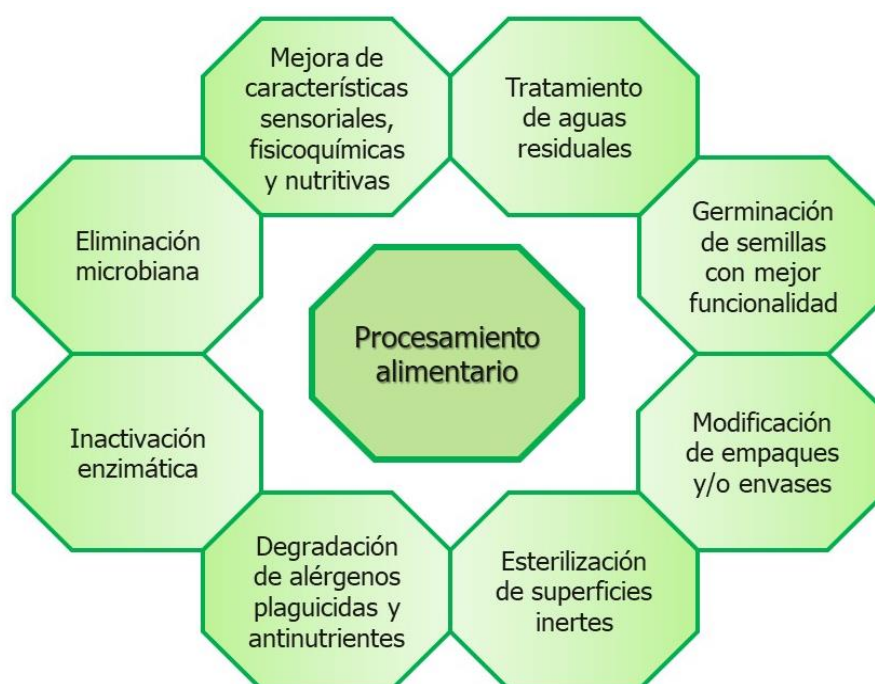 Mejora de
características
sensoriales,
fisicoquímicas
y nutritivas
Tratamiento
de aguas
residuales
Eliminación
microbiana
Germinación
de semillas
con mejor
funcionalidad
Procesamiento
alimentario
Inactivación
enzimática
Modificación
de empaques
y/o envases
Degradación
de alérgenos
plaguicidas y
antinutrientes
Esterilización
de superficies
inertes